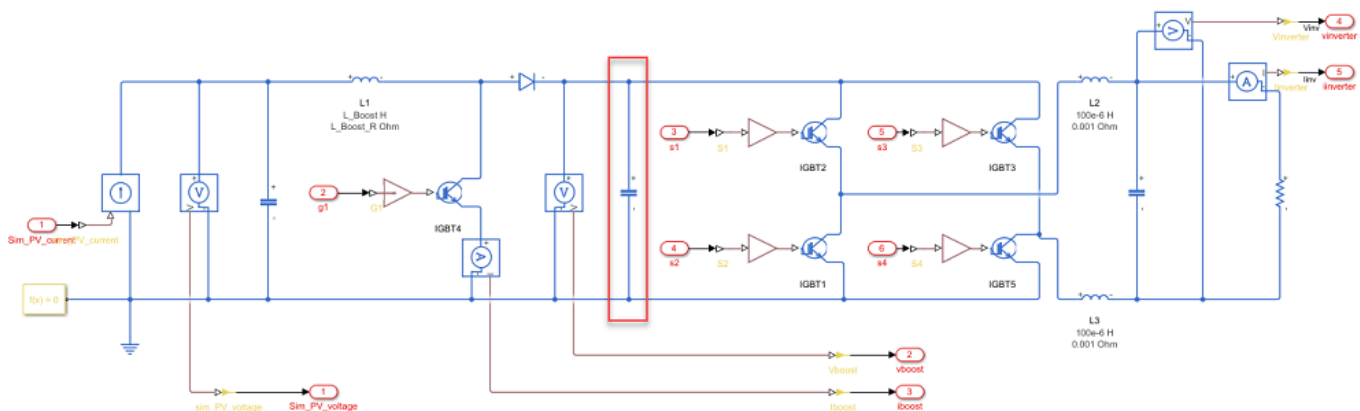 V
4
Vinverter
Vinv
vinverter
I
5
Iinverter
Iinv
iinverter
A
L1
L_Boost H
L_Boost_R Ohm
L2
100e-6 H
0.001 Ohm
3
s1
S1
IGBT2
5
s3
S3
IGBT3
V
V
2
g1
G1
IGBT4
1
Sim_PV_current
PV_current
A
4
s2
S2
IGBT1
6
s4
S4
IGBT5
f(x) = 0
L3
100e-6 H
0.001 Ohm
Vboost
2
vboost
sim_PV_voltage
1
Sim_PV_voltage
Iboost
3
iboost